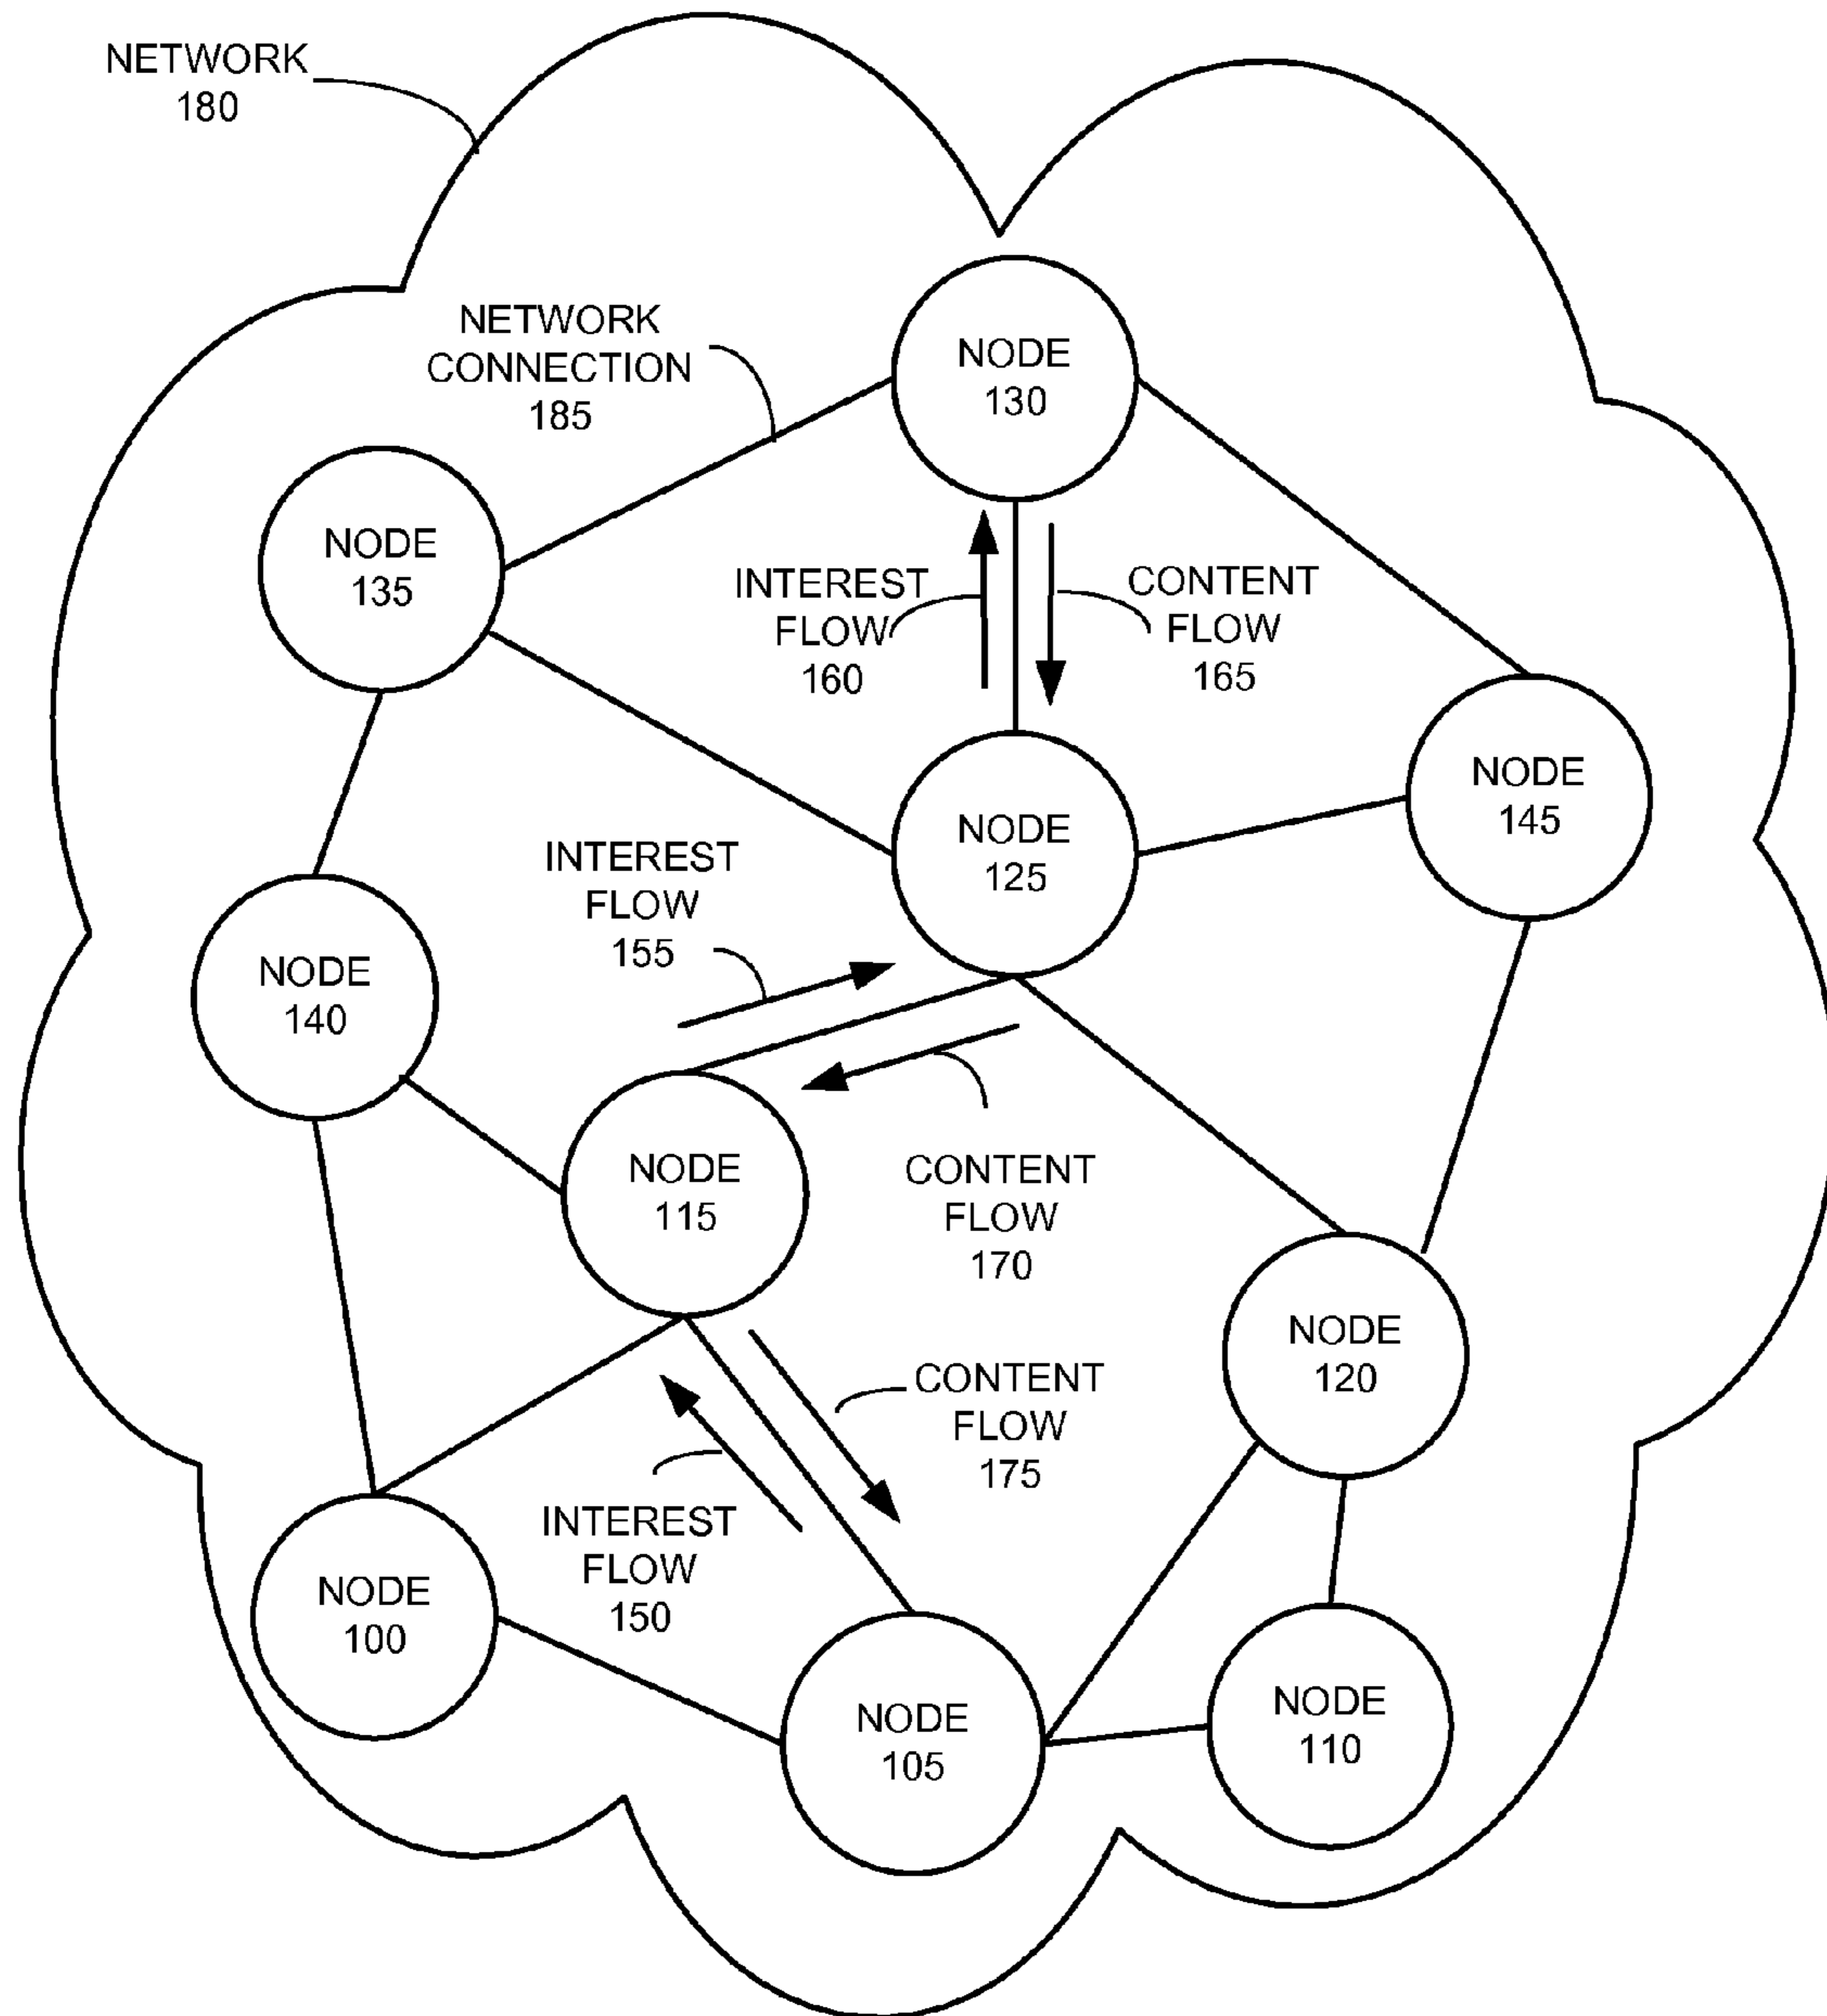 NETWORK
180
NETWORK
CONNECTION
185
NODE
130
NODE
135
INTEREST
FLOW
160
CONTENT
FLOW
165
NODE
145
NODE
125
INTEREST
FLOW
155
NODE
140
NODE
115
CONTENT
FLOW
170
NODE
120
CONTENT
FLOW
175
INTEREST
FLOW
150
NODE
100
NODE
105
NODE
110